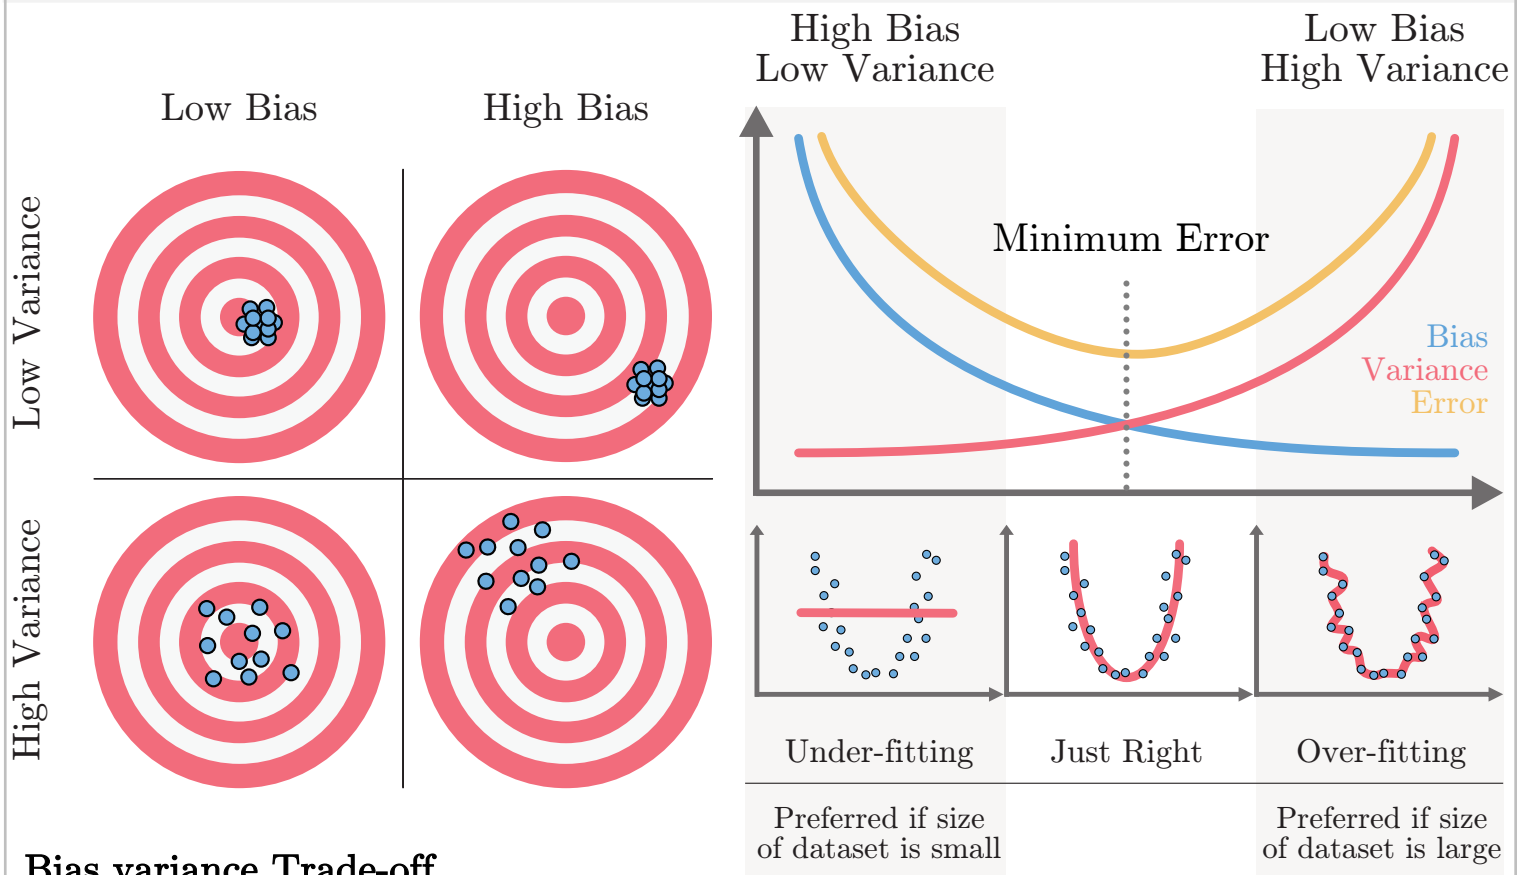 Low Bias
High Bias
Low Variance
High Variance
High Bias
Low Variance
Low Bias
High Variance
Minimum Error
Bias
Variance
Error
Under-fitting
Just Right
Over-fitting
Preferred if size
of dataset is small
Preferred if size
of dataset is large
Bias variance Trade-off